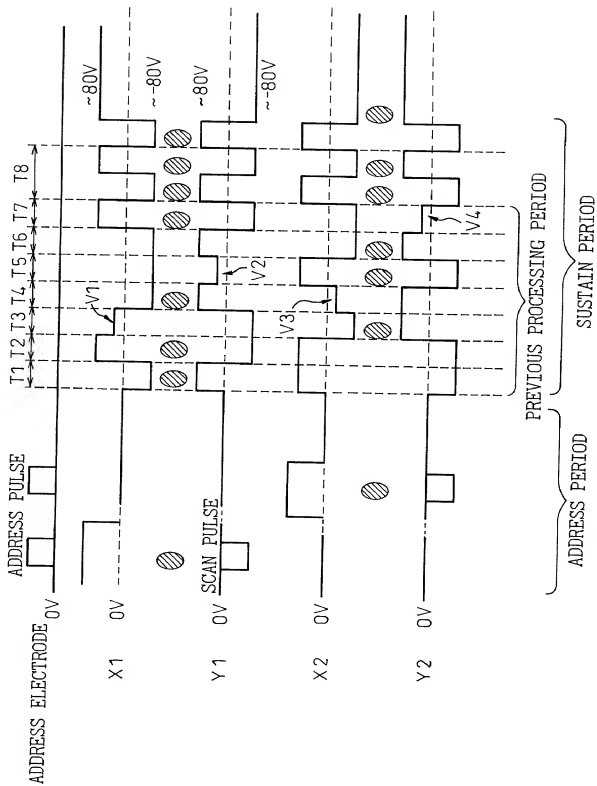 ADDRESS PULSE
ADDRESS ELECTRODE 0V
T1 T2 T3 T4 T5 T6 T7 T8
X1 0V
V1
~80V
~-80V
SCAN PULSE
Y1 0V
V2
~80V
~-80V
X2 0V
V3
Y2 0V
V4
PREVIOUS PROCESSING PERIOD
ADDRESS PERIOD
SUSTAIN PERIOD